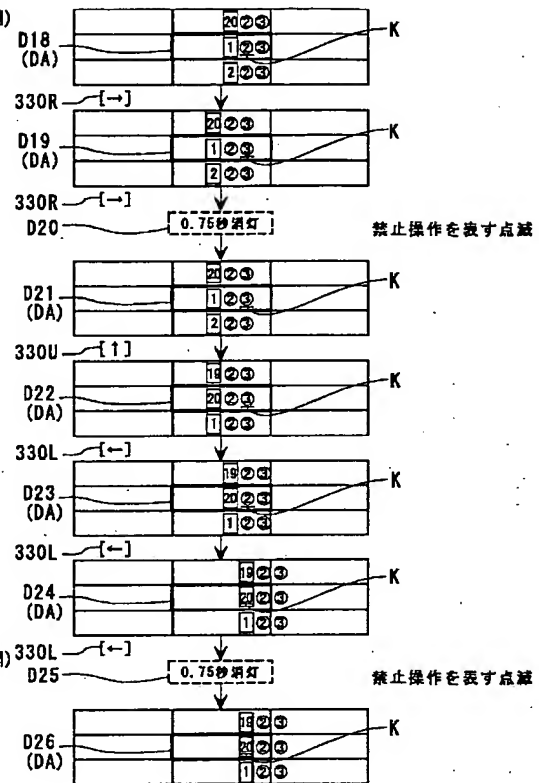 D18
(DA)
20②③
1②③
2②③
K
330R [→]
D19
(DA)
20②③
1②③
2②③
K
330R [→]
D20
0.75秒消灯
禁止操作を表す点滅
D21
(DA)
20②③
1②③
2②③
K
330U [↑]
D22
(DA)
19②③
20②③
1②③
K
330L [←]
D23
(DA)
19②③
20②③
1②③
K
330L [←]
D24
(DA)
19②③
20②③
1②③
K
330L [←]
D25
0.75秒消灯
禁止操作を表す点滅
D26
(DA)
19②③
20②③
1②③
K